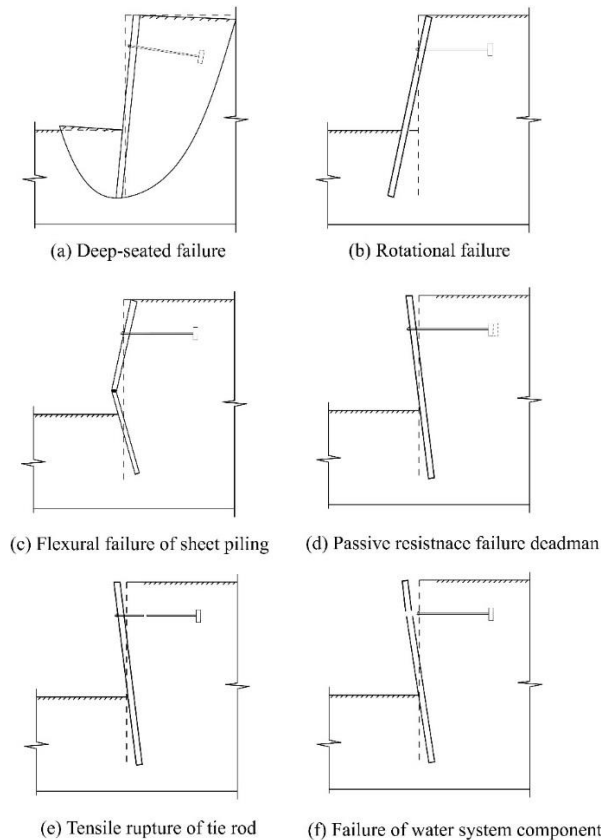 (a) Deep-seated failure
(b) Rotational failure
(c) Flexural failure of sheet piling
(d) Passive resistnace failure deadman
(e) Tensile rupture of tie rod
(f) Failure of water system component